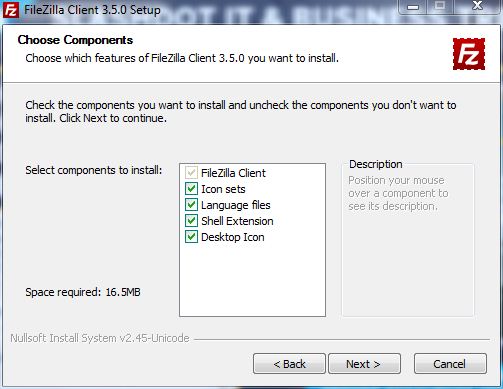 FileZilla Client 3.5.0 Setup
Choose Components
Choose which features of FileZilla Client 3.5.0 you want to install.
Fz
Check the components you want to install and uncheck the components you don't want to
install. Click Next to continue.
Select components to install:
FileZilla Client
Icon sets
Language files
Shell Extension
Desktop Icon
Description
Position your mouse
over a component to
see its description.
Space required: 16.5MB
Nullsoft Install System v2.45-Unicode
< Back
Next >
Cancel